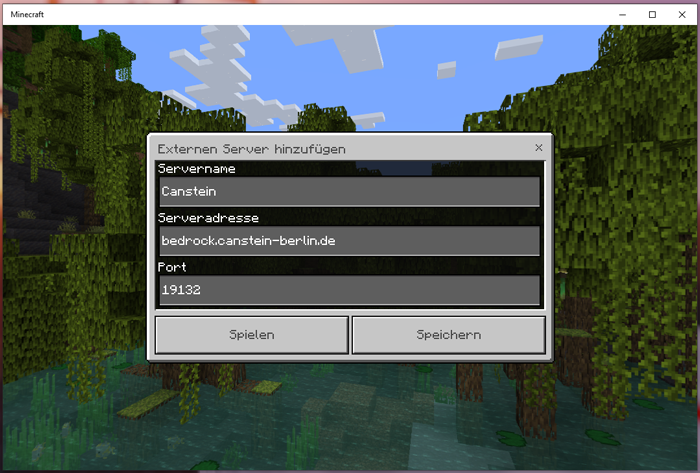 Minecraft
Externen Server hinzufügen
Servername
Canstein
Serveradresse
bedrock.canstein-berlin.de
Port
19132
Spielen Speichern